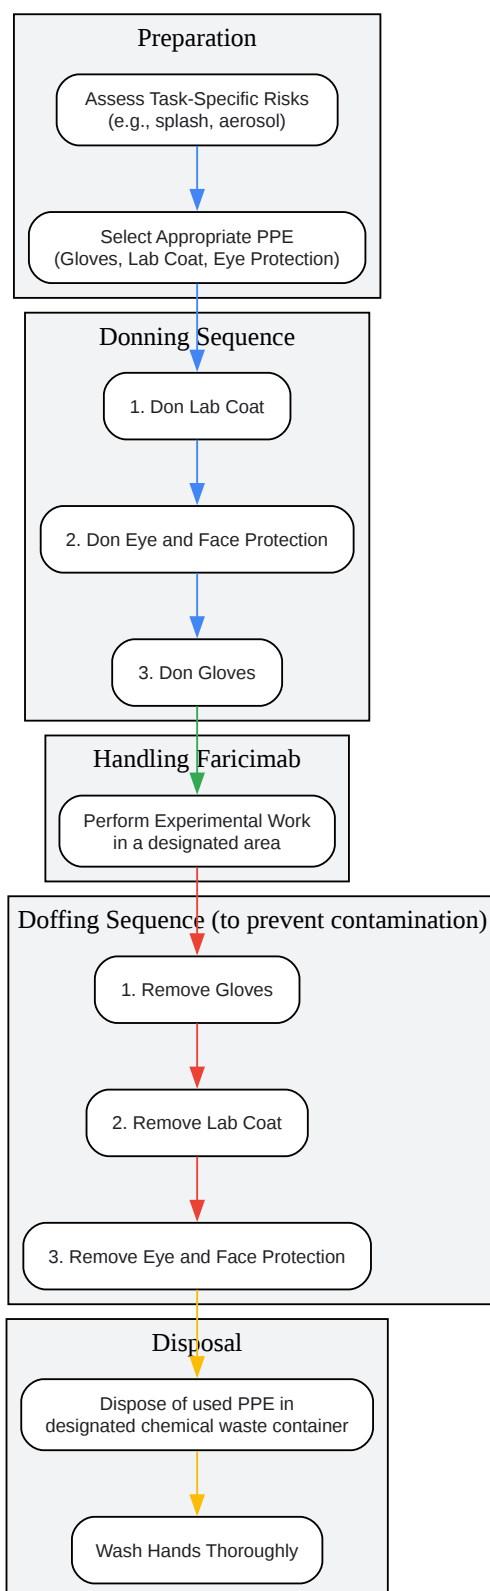 Preparation
Assess Task-Specific Risks
(e.g., splash, aerosol)
Select Appropriate PPE
(Gloves, Lab Coat, Eye Protection)
Donning Sequence
1. Don Lab Coat
2. Don Eye and Face Protection
3. Don Gloves
Handling Faricimab
Perform Experimental Work
in a designated area
Doffing Sequence (to prevent contamination)
1. Remove Gloves
2. Remove Lab Coat
3. Remove Eye and Face Protection
Disposal
Dispose of used PPE in
designated chemical waste container
Wash Hands Thoroughly